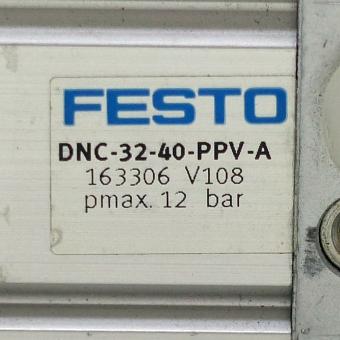 FESTO
DNC-32-40-PPV-A
163306 V108
pmax. 12 bar